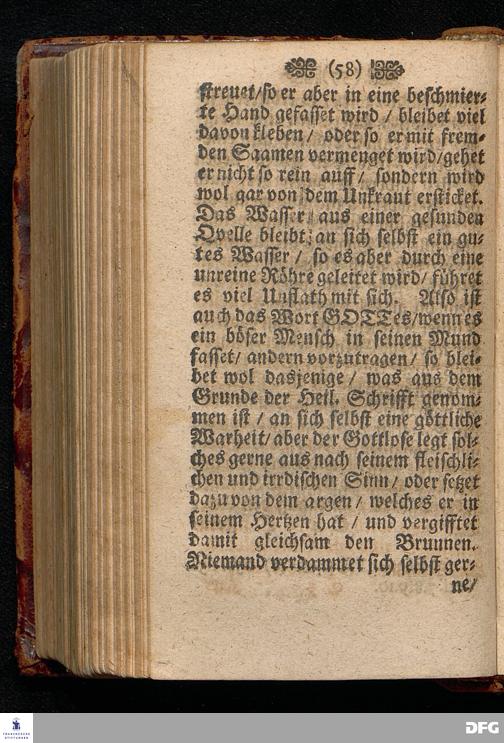 (58)
streuet/so er aber in eine beschmier-
te Hand gefasset wird / bleibet viel
davon kleben / oder so er mit frem-
den Saamen vermenget wird/gehet
er nicht so rein auff / sondern wird
wol gar von dem Unkraut ersticket.
Das Wasser aus einer gesunden
Qvelle bleibt an sich selbst ein gu-
tes Wasser / so es aber durch eine
unreine Röhre geleitet wird/ führet
es viel Unflath mit sich. Also ist
auch das Wort GOTTes/wenn es
ein böser Mensch in seinen Mund
fasset/ andern vorzutragen/ so blei-
bet wol dasjenige / was aus dem
Grunde der Heil. Schrifft genom-
men ist / an sich selbst eine göttliche
Warheit/ aber der Gottlose legt sol-
ches gerne aus nach seinem fleischli-
chen und irrdischen Sinn/ oder setzet
dazu von dem argen / welches er in
seinem Hertzen hat / und vergifftet
damit gleichsam den Brunnen.
Niemand verdammet sich selbst ger-
ne/
FRANCKESCHE
STIFTUNGEN
DFG